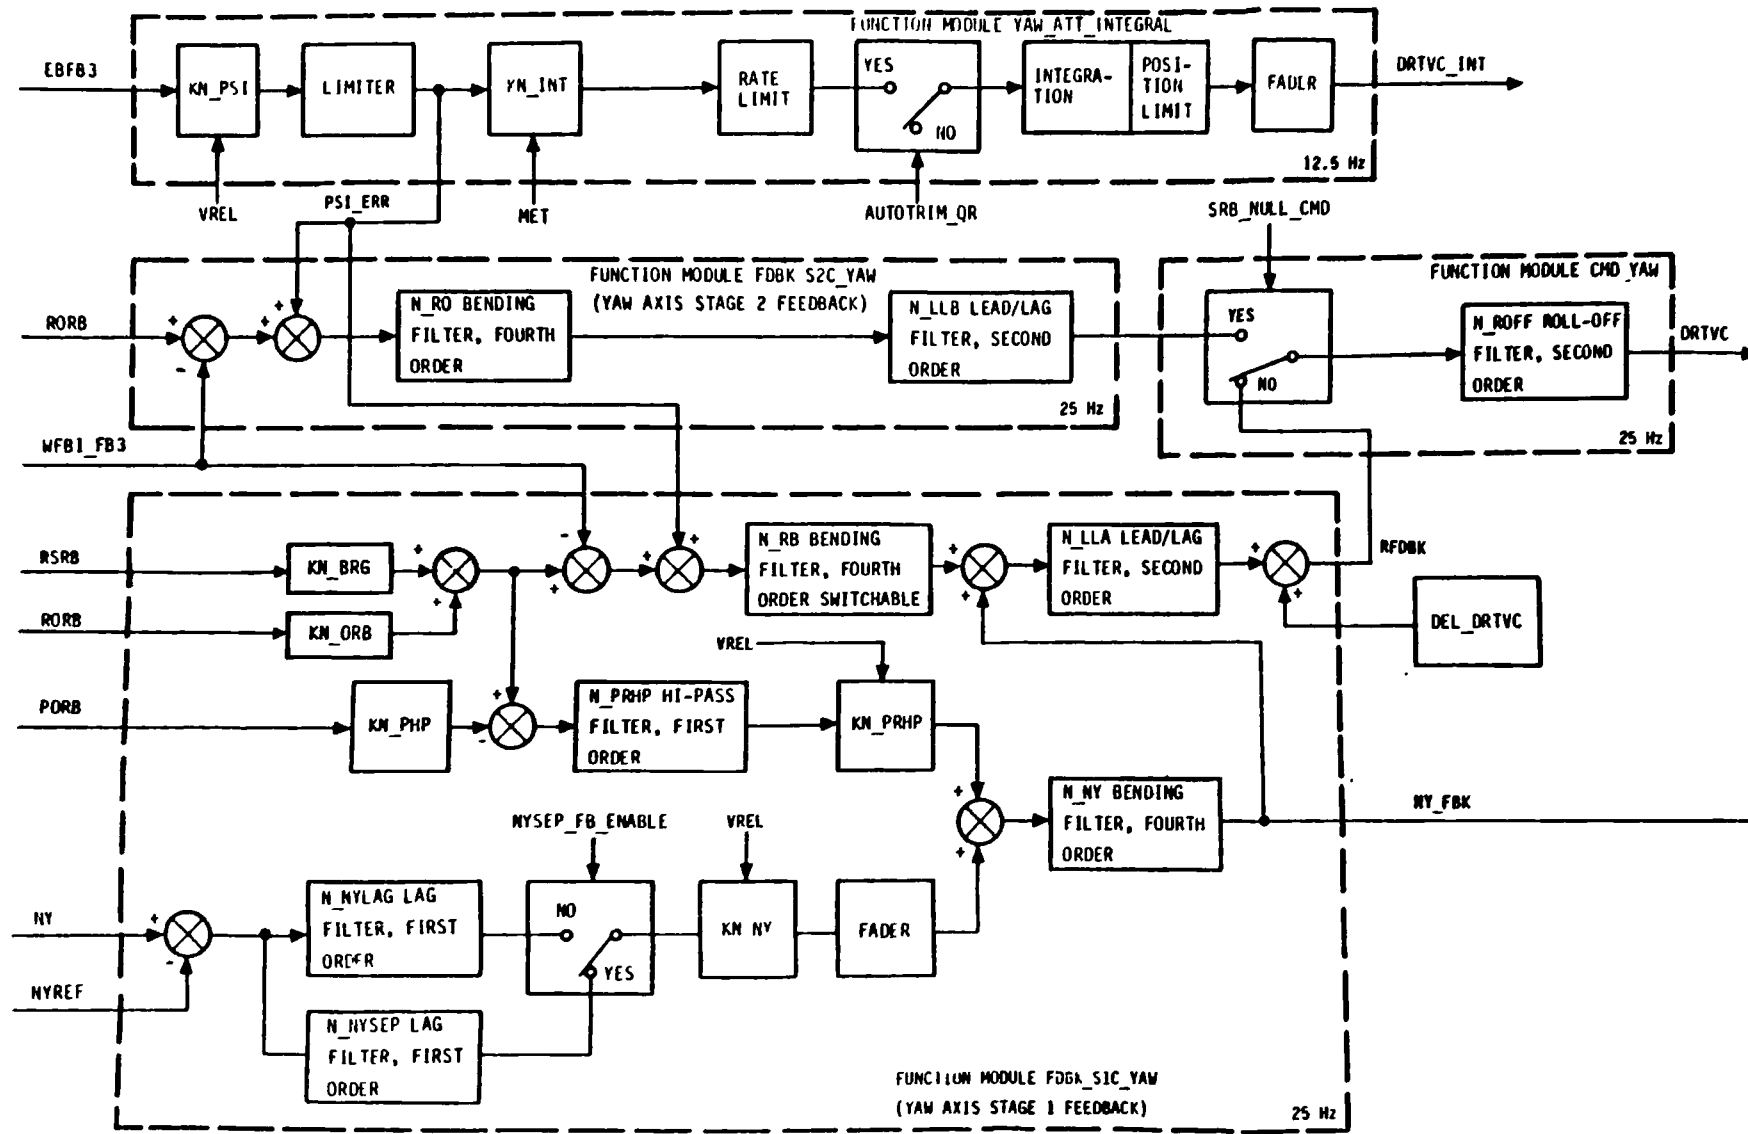 FUNCTION MODULE YAW_ATT_INTEGRAL
EBFB3
KN_PSI
LIMITER
KN_INT
RATE
LIMIT
YES
NO
INTEGRA-
TION
POSI-
TION
LIMIT
FADER
DRTVC_INT
12.5 Hz
VREL
PSI_ERR
MET
AUTOTRIM_QR
SRB_NULL_CMD
FUNCTION MODULE FDBK S2C_YAW
(YAW AXIS STAGE 2 FEEDBACK)
FUNCTION MODULE CMD_YAW
RORB
+
-
+
+
N_RO BENDING
FILTER, FOURTH
ORDER
N_LLB LEAD/LAG
FILTER, SECOND
ORDER
25 Hz
YES
NO
N_ROFF ROLL-OFF
FILTER, SECOND
ORDER
DRTVC
25 Hz
WFBI_FB3
RSRB
KN_BRG
+
+
-
+
+
+
N_RB BENDING
FILTER, FOURTH
ORDER SWITCHABLE
+
+
N_LLA LEAD/LAG
FILTER, SECOND
ORDER
+
+
RFDBK
RORB
KN_ORB
DEL_DRTVC
VREL
PORB
KN_PHP
+
-
N_PRHP HI-PASS
FILTER, FIRST
ORDER
KN_PRHP
+
+
N_NY BENDING
FILTER, FOURTH
ORDER
NY_FBK
NYSEP_FB_ENABLE
VREL
NY
+
-
N_NYLAG LAG
FILTER, FIRST
ORDER
NO
YES
KN NY
FADER
NYREF
N_NYSEP LAG
FILTER, FIRST
ORDER
FUNCTION MODULE FDBK_S1C_YAW
(YAW AXIS STAGE 1 FEEDBACK)
25 Hz